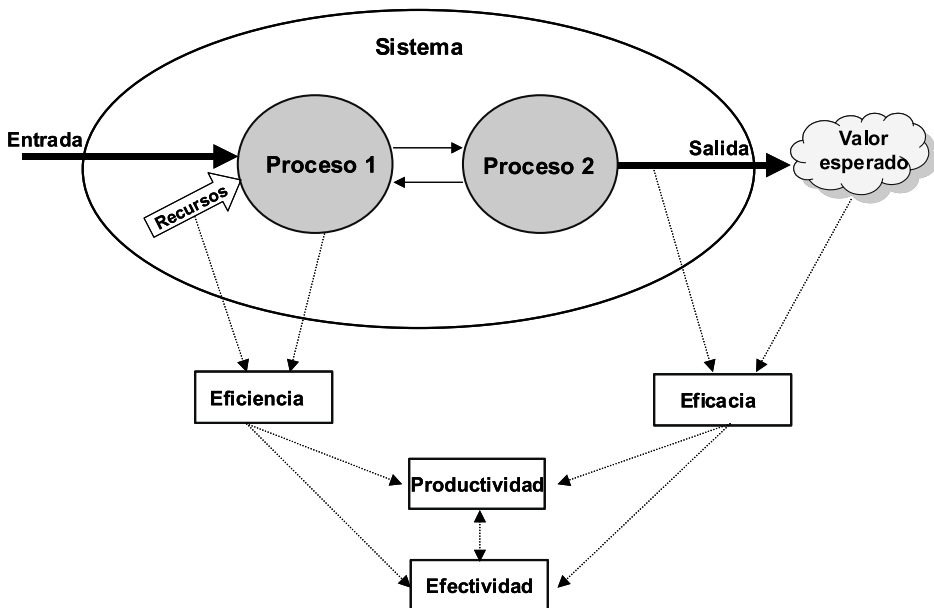 Sistema
Entrada
Proceso 1
Proceso 2
Salida
Valor
esperado
Recursos
Eficiencia
Eficacia
Productividad
Efectividad